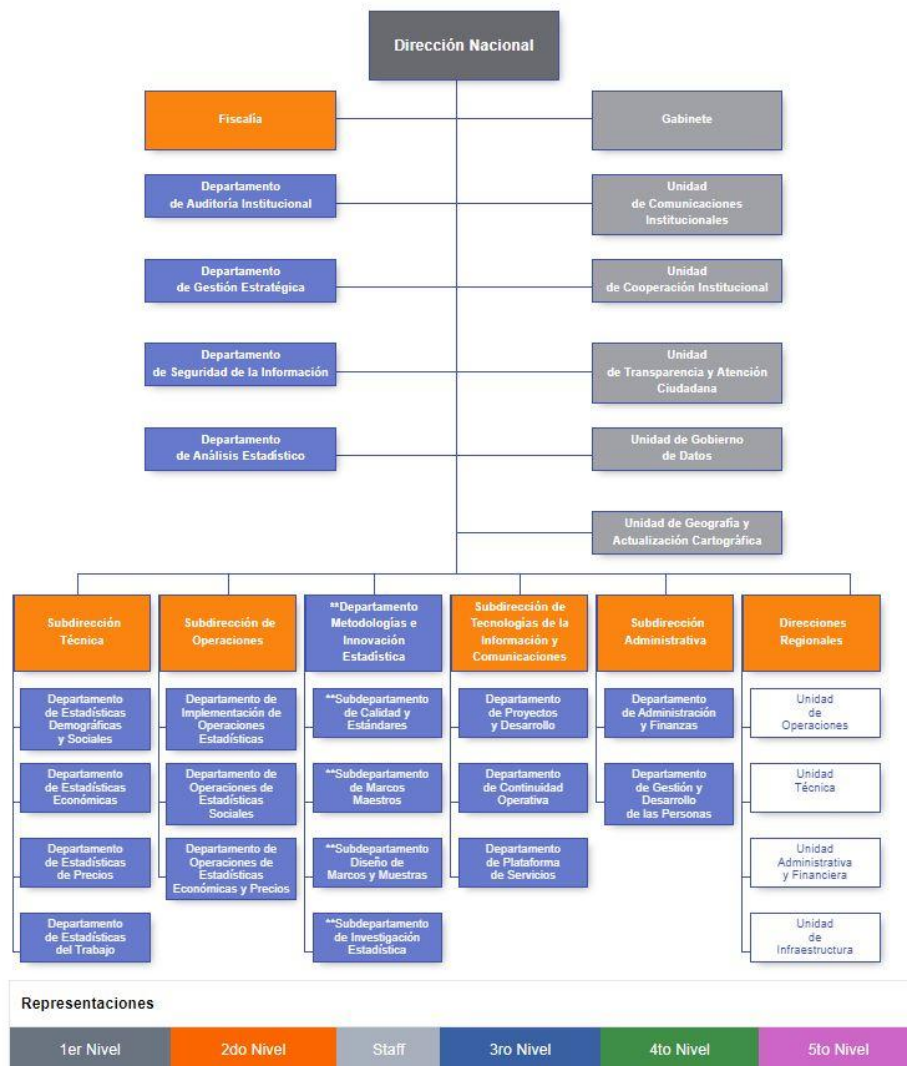 Dirección Nacional
Fiscalía
Gabinete
Departamento
de Auditoría Institucional
Unidad
de Comunicaciones
Institucionales
Departamento
de Gestión Estratégica
Unidad
de Cooperación Institucional
Departamento
de Seguridad de la Información
Unidad
de Transparencia y Atención
Ciudadana
Departamento
de Análisis Estadístico
Unidad de Gobierno
de Datos
Unidad de Geografía y
Actualización Cartográfica
Subdirección
Técnica
Departamento
de Estadísticas
Demográficas
y Sociales
Departamento
de Estadísticas
Económicas
Departamento
de Estadísticas
de Precios
Departamento
de Estadísticas
del Trabajo
Subdirección de
Operaciones
Departamento de
Implementación de
Operaciones
Estadísticas
Departamento de
Operaciones de
Estadísticas
Sociales
Departamento de
Operaciones de
Estadísticas
Económicas y Precios
**Departamento
Metodologías e
Innovación
Estadística
**Subdepartamento
de Calidad y
Estándares
**Subdepartamento
de Marcos
Maestros
**Subdepartamento
Diseño de
Marcos y Muestras
**Subdepartamento
de Investigación
Estadística
Subdirección de
Tecnologías de la
Información y
Comunicaciones
Departamento
de Proyectos
y Desarrollo
Departamento
de Continuidad
Operativa
Departamento
de Plataforma
de Servicios
Subdirección
Administrativa
Departamento
de Administración
y Finanzas
Departamento
de Gestión y
Desarrollo
de las Personas
Direcciones
Regionales
Unidad
de
Operaciones
Unidad
Técnica
Unidad
Administrativa
y Financiera
Unidad
de
Infraestructura
Representaciones
1er Nivel
2do Nivel
Staff
3ro Nivel
4to Nivel
5to Nivel